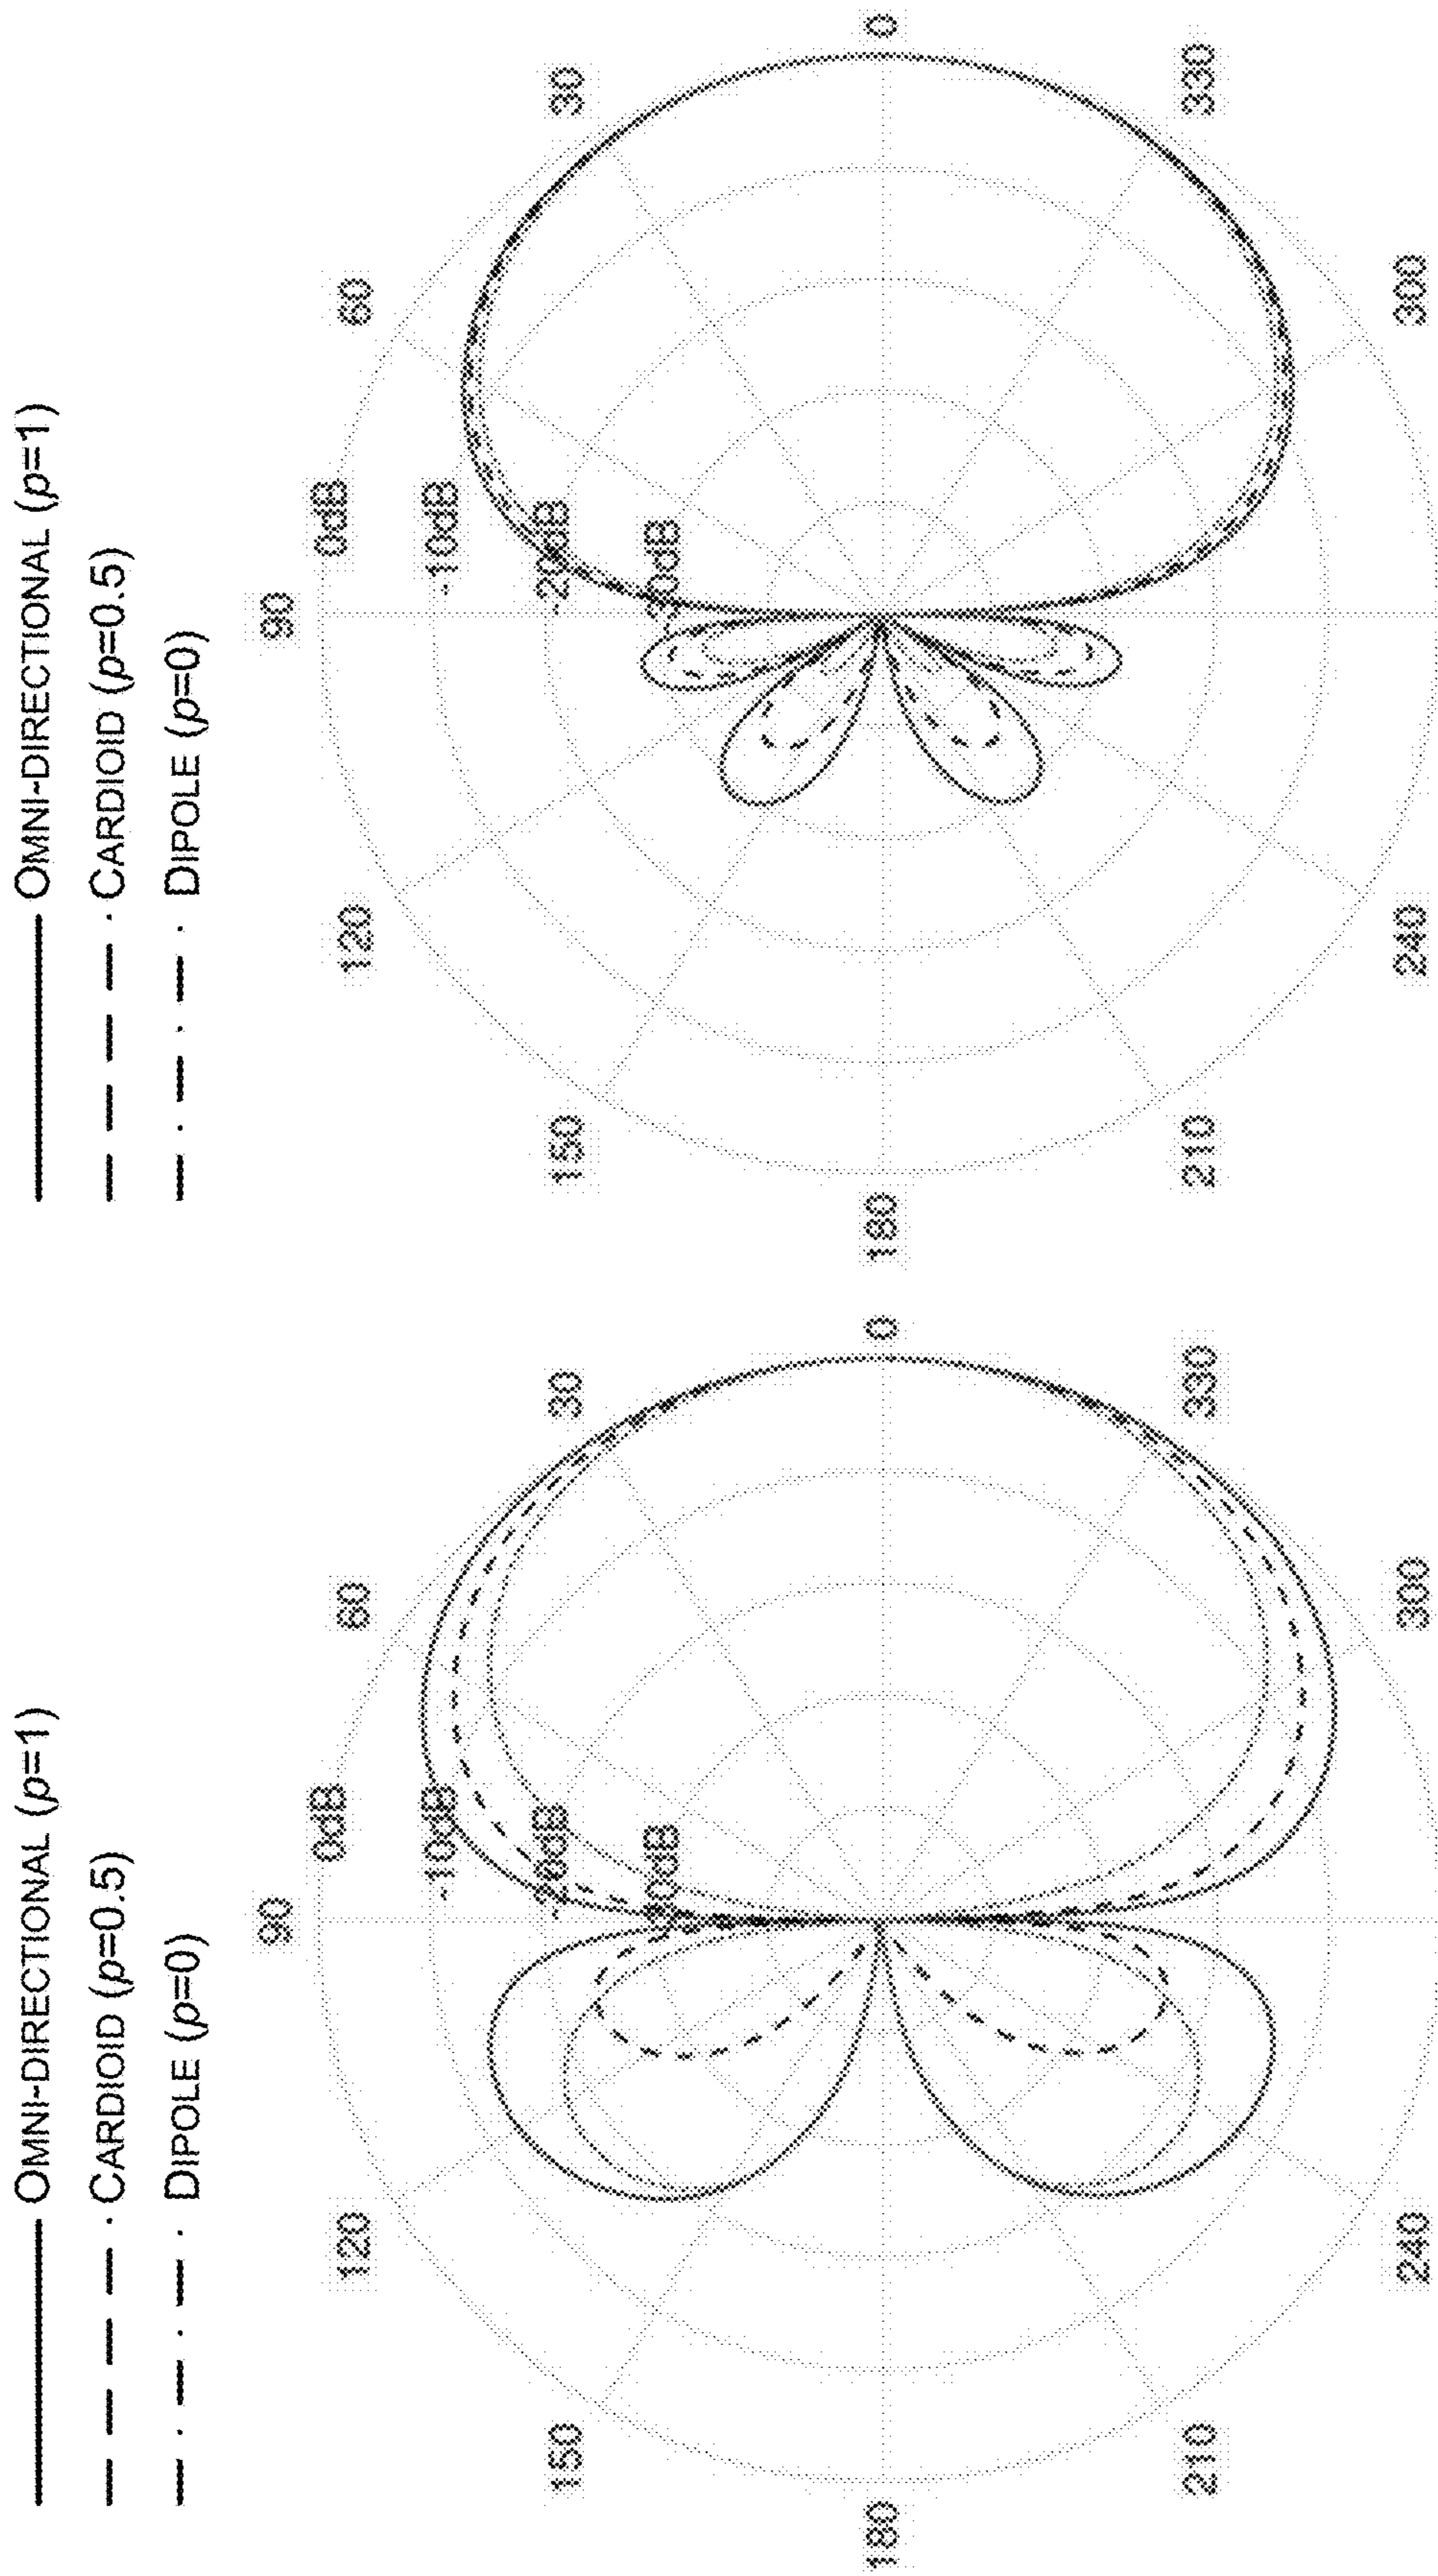 OMNI-DIRECTIONAL (p=1)
CARDIOID (p=0.5)
DIPOLE (p=0)
90
120
60
0dB
-10dB
-20dB
-30dB
150
30
180
0
210
330
240
300
OMNI-DIRECTIONAL (p=1)
CARDIOID (p=0.5)
DIPOLE (p=0)
90
120
60
0dB
-10dB
-20dB
-30dB
150
30
180
0
210
330
240
300